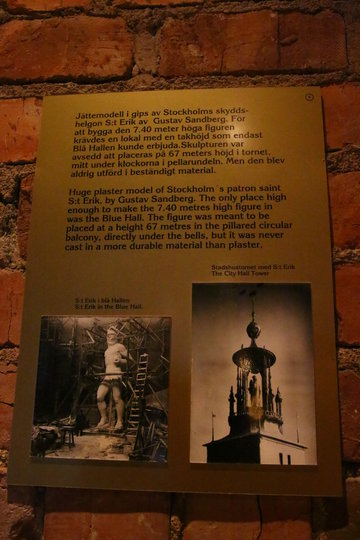 Jättemodell i gips av Stockholms skydds-
helgon S:t Erik av Gustav Sandberg. För
att bygga den 7.40 meter höga figuren
krävdes en lokal med en takhöjd som endast
Blå Hallen kunde erbjuda.Skulpturen var
avsedd att placeras på 67 meters höjd i tornet,
mitt under klockorna i pellarundeln. Men den blev
aldrig utförd i beständigt material.
Huge plaster model of Stockholm´s patron saint
S:t Erik, by Gustav Sandberg. The only place high
enough to make the 7.40 metres high figure in
was the Blue Hall. The figure was meant to be
placed at a height 67 metres in the pillared circular
balcony, directly under the bells, but it was never
cast in a more durable material than plaster.
Stadshustornet med S:t Erik
The City Hall Tower
S:t Erik i blå Hallen
S:t Erik in the Blue Hall.